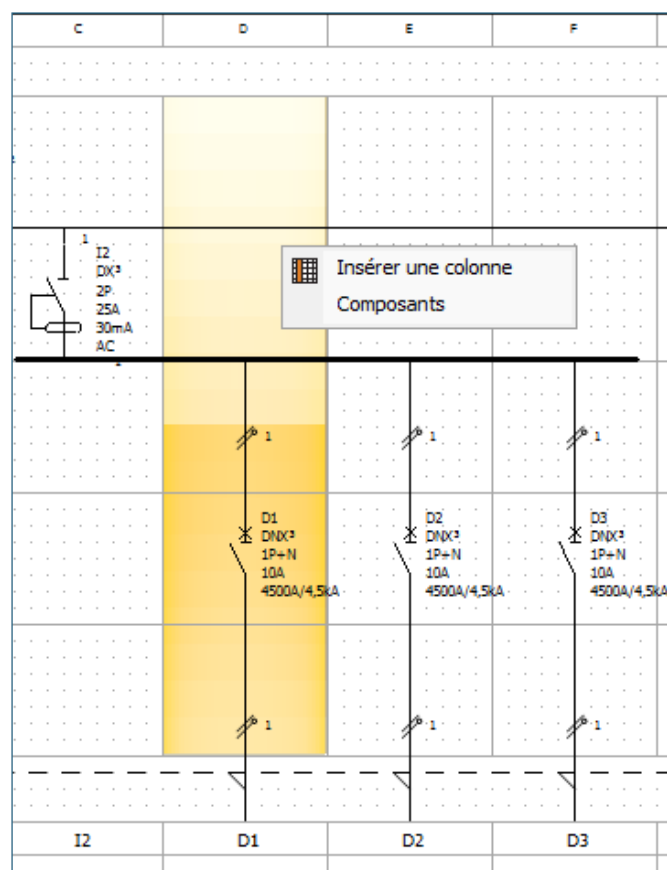 C D E F
1
I2
DX³
2P
25A
30mA
AC
1
Insérer une colonne
Composants
1 1 1
D1
DNX³
1P+N
10A
4500A/4,5kA
D2
DNX³
1P+N
10A
4500A/4,5kA
D3
DNX³
1P+N
10A
4500A/4,5kA
1 1 1
I2 D1 D2 D3